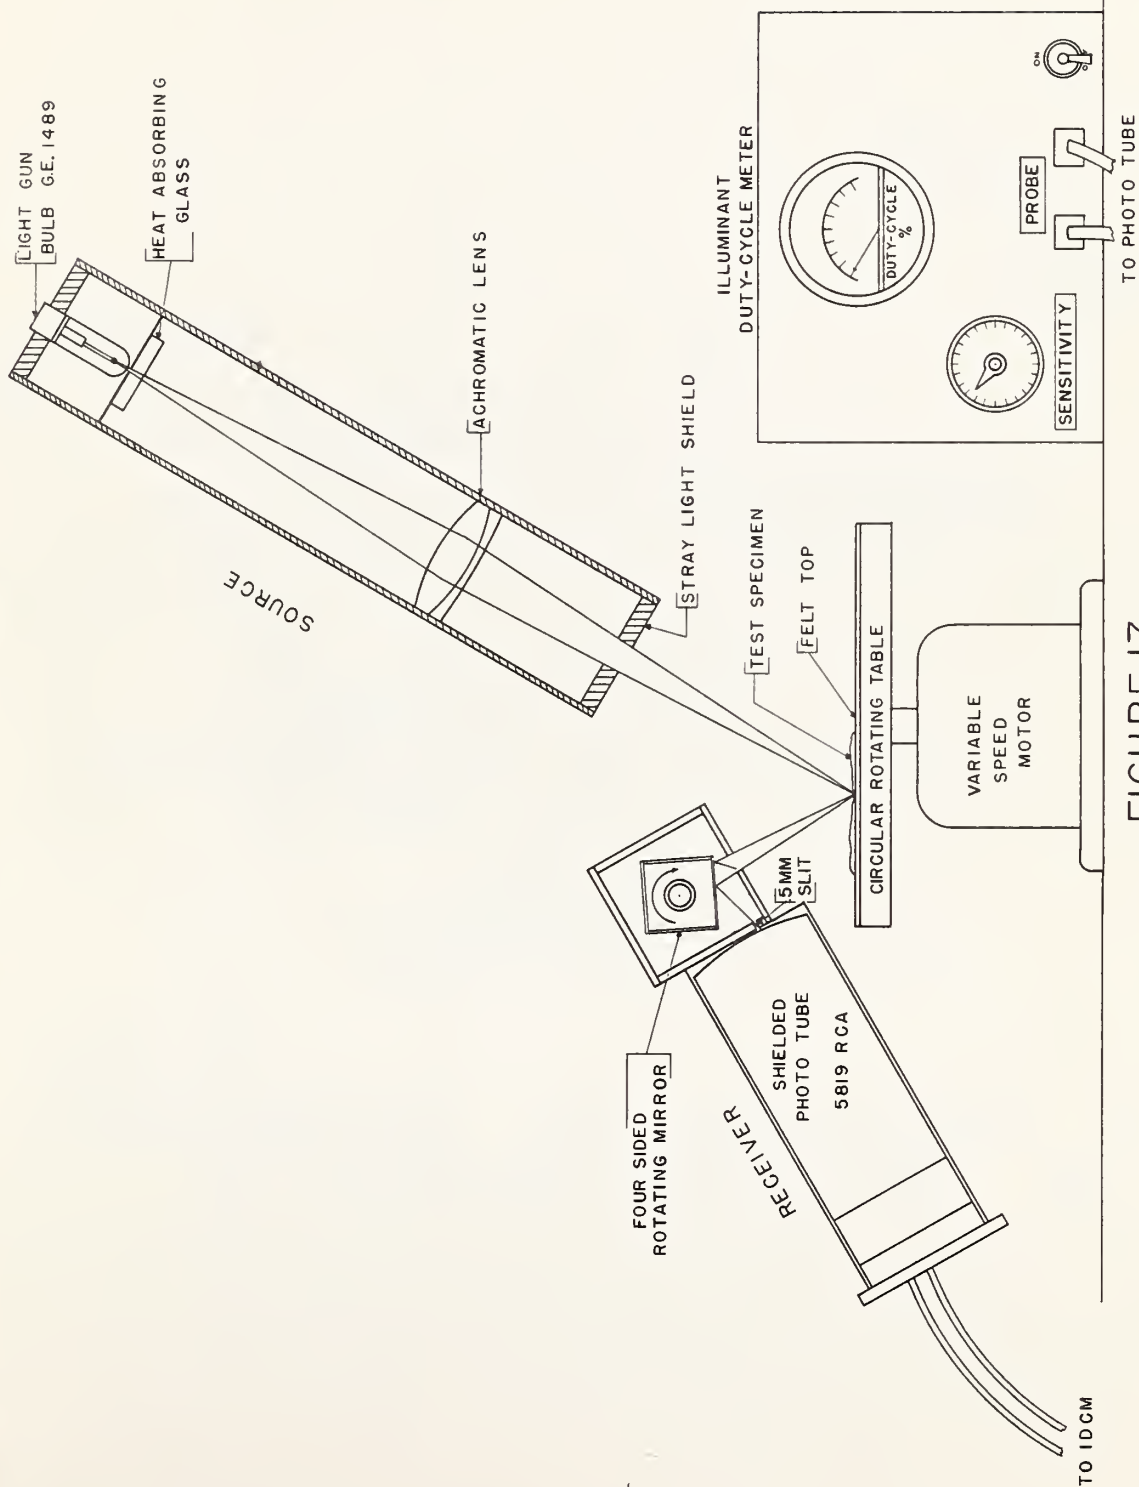 LIGHT GUN
BULB G.E. 1489
HEAT ABSORBING
GLASS
SOURCE
ACHROMATIC LENS
STRAY LIGHT SHIELD
TEST SPECIMEN
FELT TOP
CIRCULAR ROTATING TABLE
VARIABLE
SPEED
MOTOR
5MM
SLIT
FOUR SIDED
ROTATING MIRROR
RECEIVER
SHIELDED
PHOTO TUBE
5819 RCA
TO IDCM
ILLUMINANT
DUTY-CYCLE METER
DUTY-CYCLE
%
SENSITIVITY
PROBE
ON
TO PHOTO TUBE
FIGURE 17